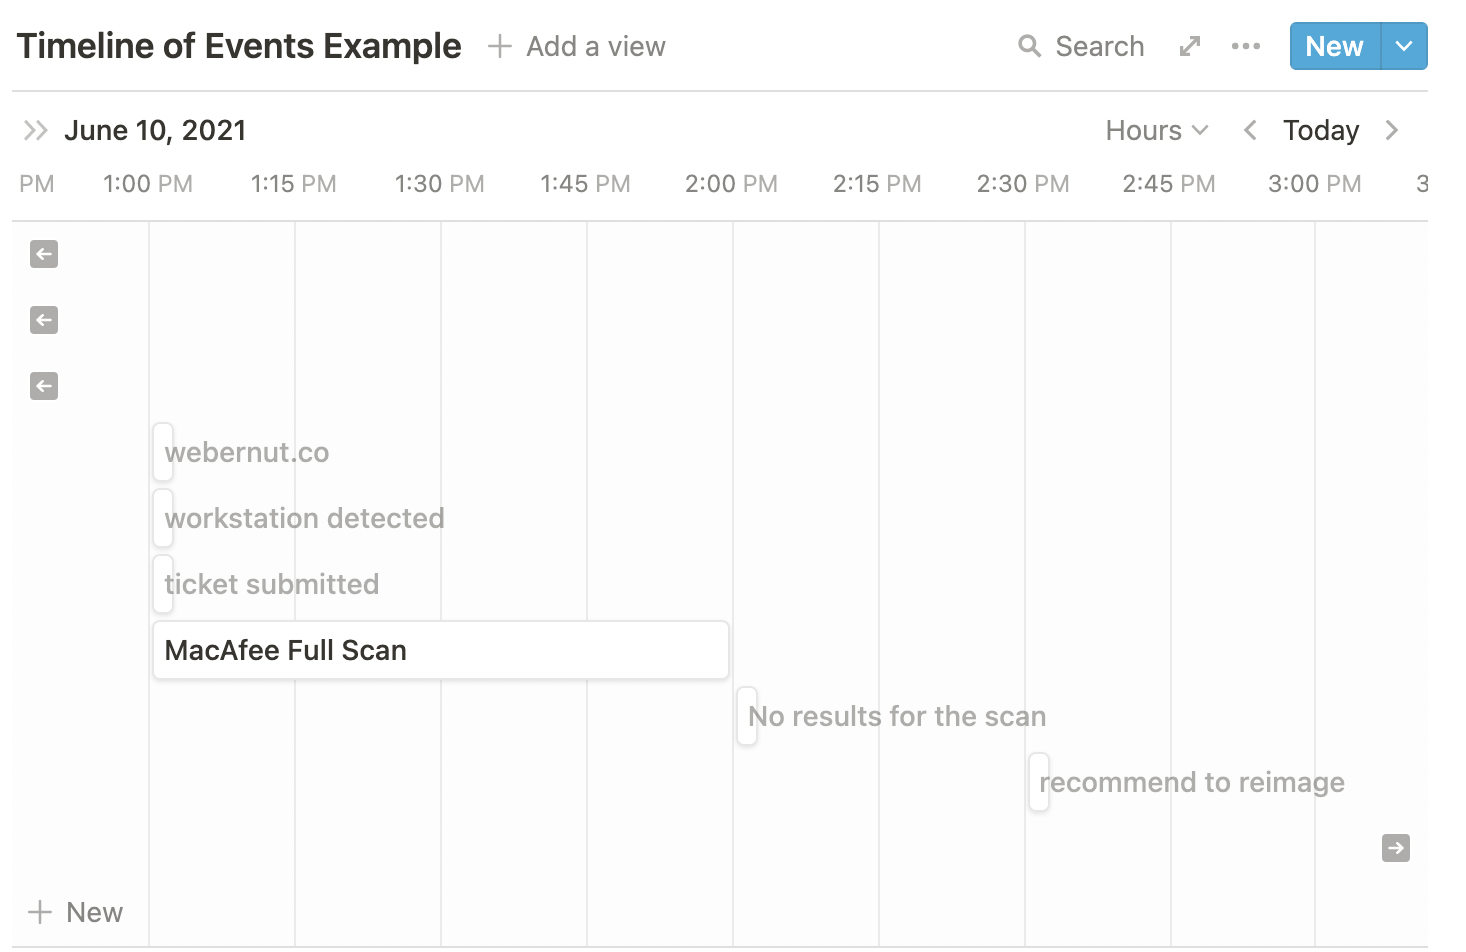 Timeline of Events Example + Add a view Search New
June 10, 2021 Hours Today
PM 1:00 PM 1:15 PM 1:30 PM 1:45 PM 2:00 PM 2:15 PM 2:30 PM 2:45 PM 3:00 PM 3
webernut.co
workstation detected
ticket submitted
MacAfee Full Scan
No results for the scan
recommend to reimage
+ New